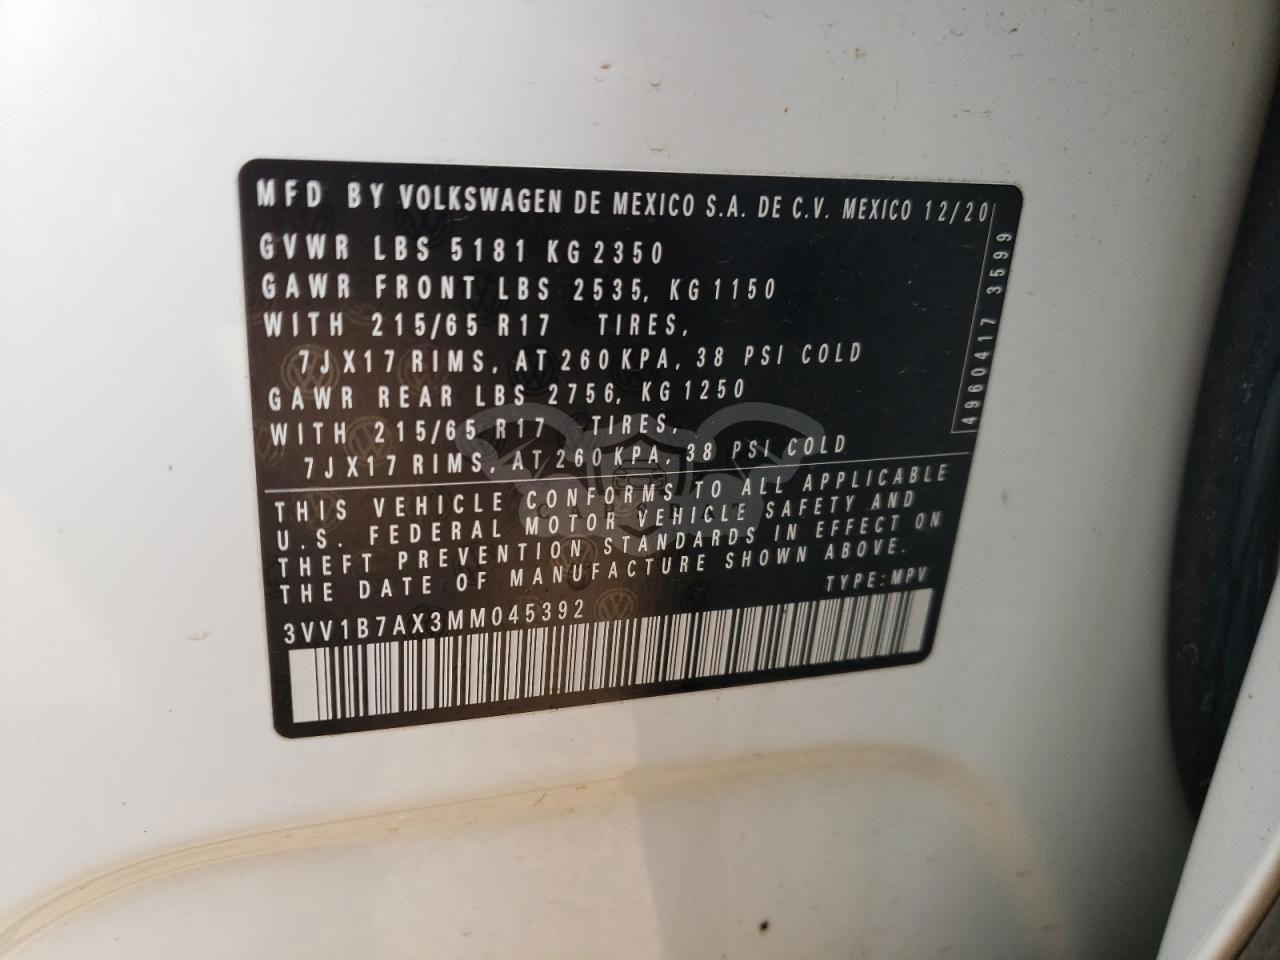 MFD BY VOLKSWAGEN DE MEXICO S.A. DE C.V. MEXICO 12/20
GVWR LBS 5181 KG 2350
GAWR FRONT LBS 2535, KG 1150
WITH 215/65 R17 TIRES,
7JX17 RIMS, AT 260 KPA, 38 PSI COLD
GAWR REAR LBS 2756, KG 1250
WITH 215/65 R17 TIRES,
7JX17 RIMS, AT 260 KPA, 38 PSI COLD
4960417 3599
THIS VEHICLE CONFORMS TO ALL APPLICABLE
U.S. FEDERAL MOTOR VEHICLE SAFETY AND
THEFT PREVENTION STANDARDS IN EFFECT ON
THE DATE OF MANUFACTURE SHOWN ABOVE.
TYPE: MPV
3VV1B7AX3MM045392